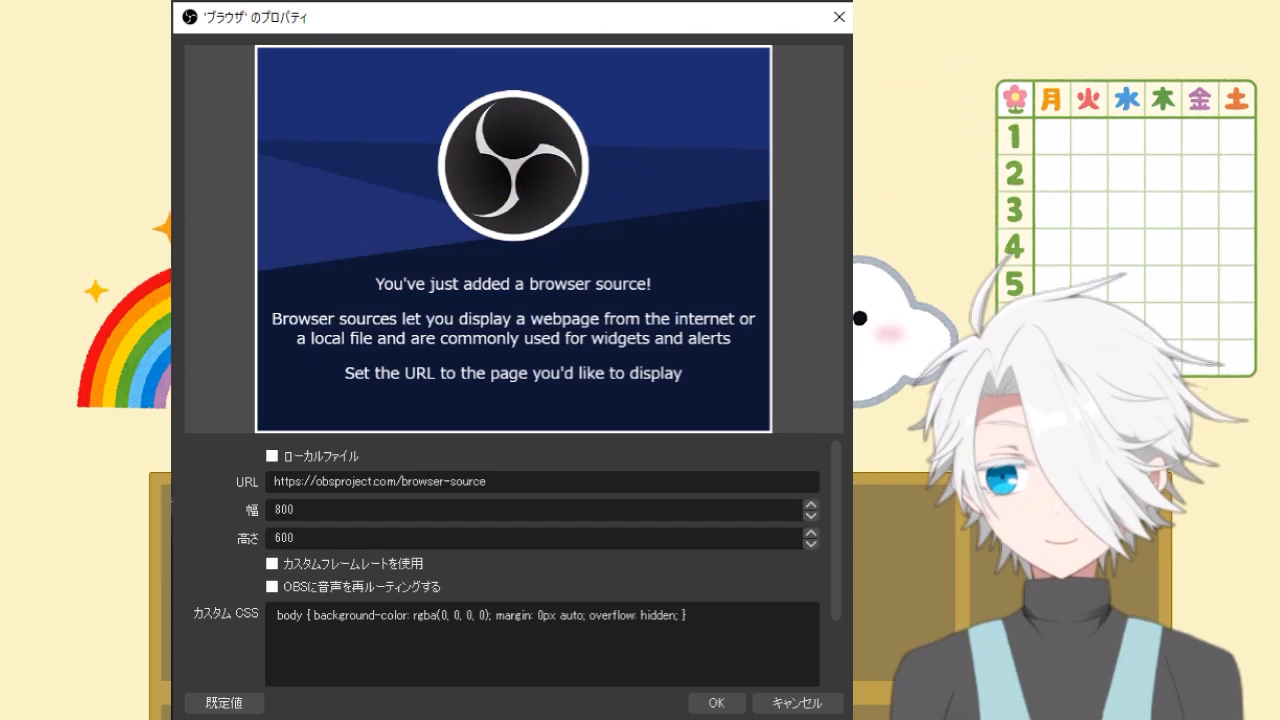 'ブラウザ' のプロパティ
You've just added a browser source!
Browser sources let you display a webpage from the internet or
a local file and are commonly used for widgets and alerts
Set the URL to the page you'd like to display
ローカルファイル
URL https://obsproject.com/browser-source
幅 800
高さ 600
カスタムフレームレートを使用
OBSに音声を再ルーティングする
カスタム CSS body { background-color: rgba(0, 0, 0, 0); margin: 0px auto; overflow: hidden; }
既定値 OK キャンセル
月 火 水 木 金 土
1
2
3
4
5